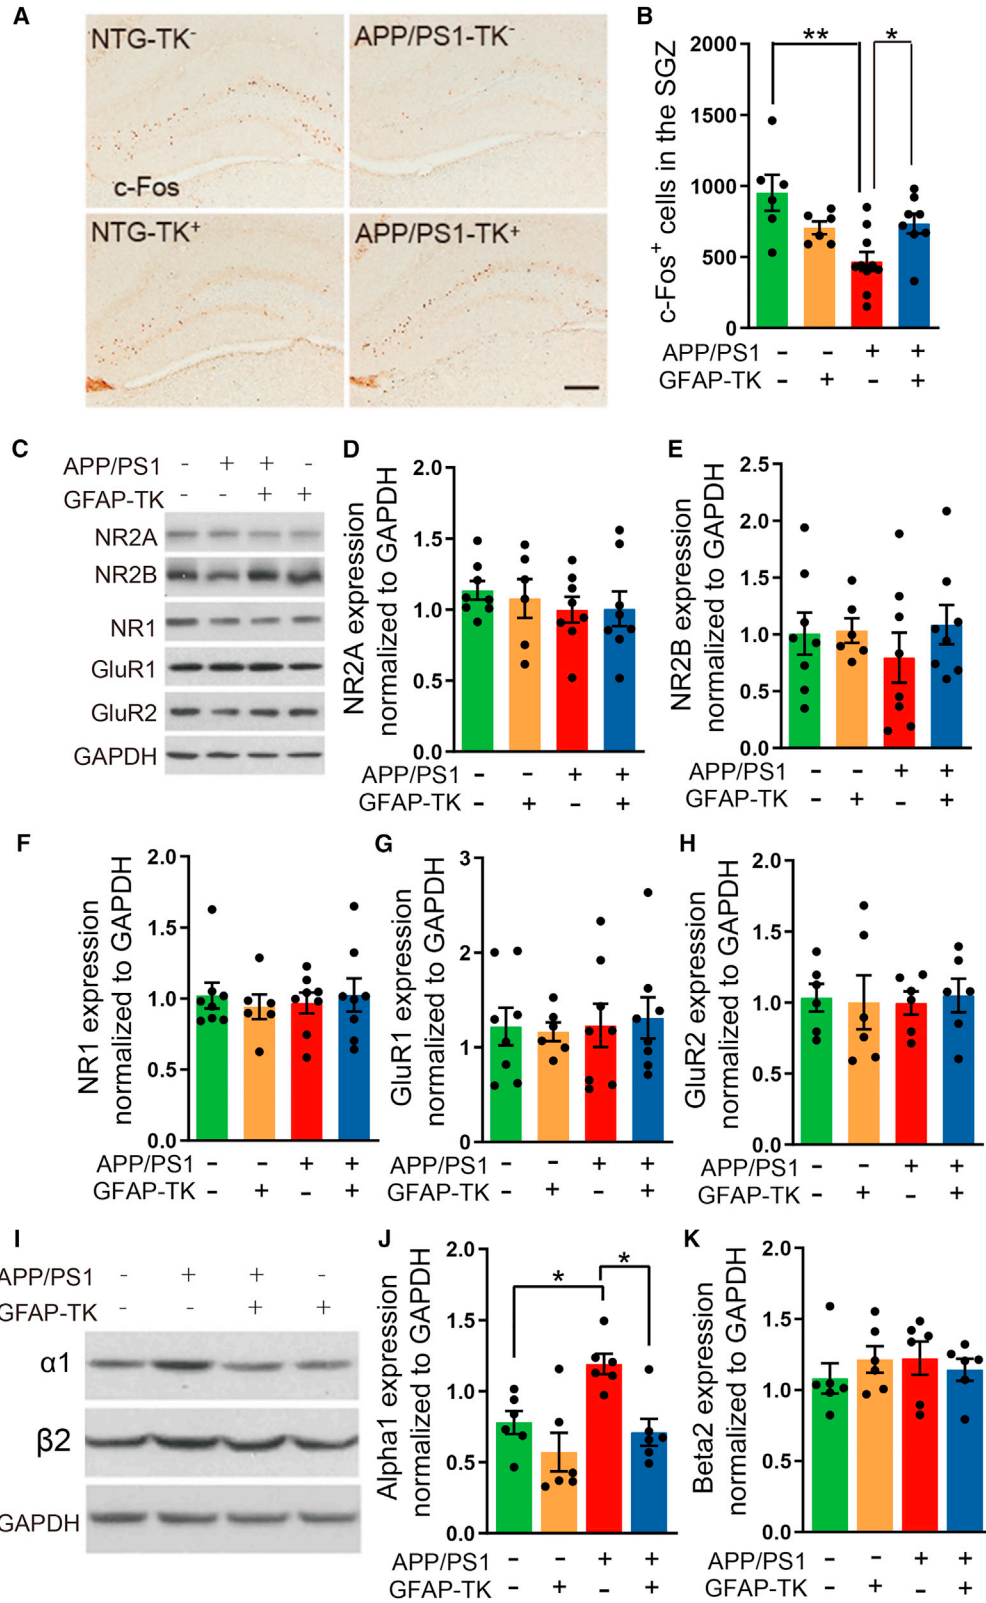 A
NTG-TK-
APP/PS1-TK-
c-Fos
NTG-TK+
APP/PS1-TK+
B
c-Fos+ cells in the SGZ
2000
1500
1000
500
0
** *
APP/PS1 - - + +
GFAP-TK - + - +
C
APP/PS1 - + + -
GFAP-TK - - + +
NR2A
NR2B
NR1
GluR1
GluR2
GAPDH
D
NR2A expression
normalized to GAPDH
2.0
1.5
1.0
0.5
0.0
APP/PS1 - - + +
GFAP-TK - + - +
E
NR2B expression
normalized to GAPDH
2.5
2.0
1.5
1.0
0.5
0.0
APP/PS1 - - + +
GFAP-TK - + - +
F
NR1 expression
normalized to GAPDH
2.0
1.5
1.0
0.5
0.0
APP/PS1 - - + +
GFAP-TK - + - +
G
GluR1 expression
normalized to GAPDH
3
2
1
0
APP/PS1 - - + +
GFAP-TK - + - +
H
GluR2 expression
normalized to GAPDH
2.0
1.5
1.0
0.5
0.0
APP/PS1 - - + +
GFAP-TK - + - +
I
APP/PS1 - + + -
GFAP-TK - - + +
α1
β2
GAPDH
J
Alpha1 expression
normalized to GAPDH
2.0
1.5
1.0
0.5
0.0
* *
APP/PS1 - - + +
GFAP-TK - + - +
K
Beta2 expression
normalized to GAPDH
2.0
1.5
1.0
0.5
0.0
APP/PS1 - - + +
GFAP-TK - + - +